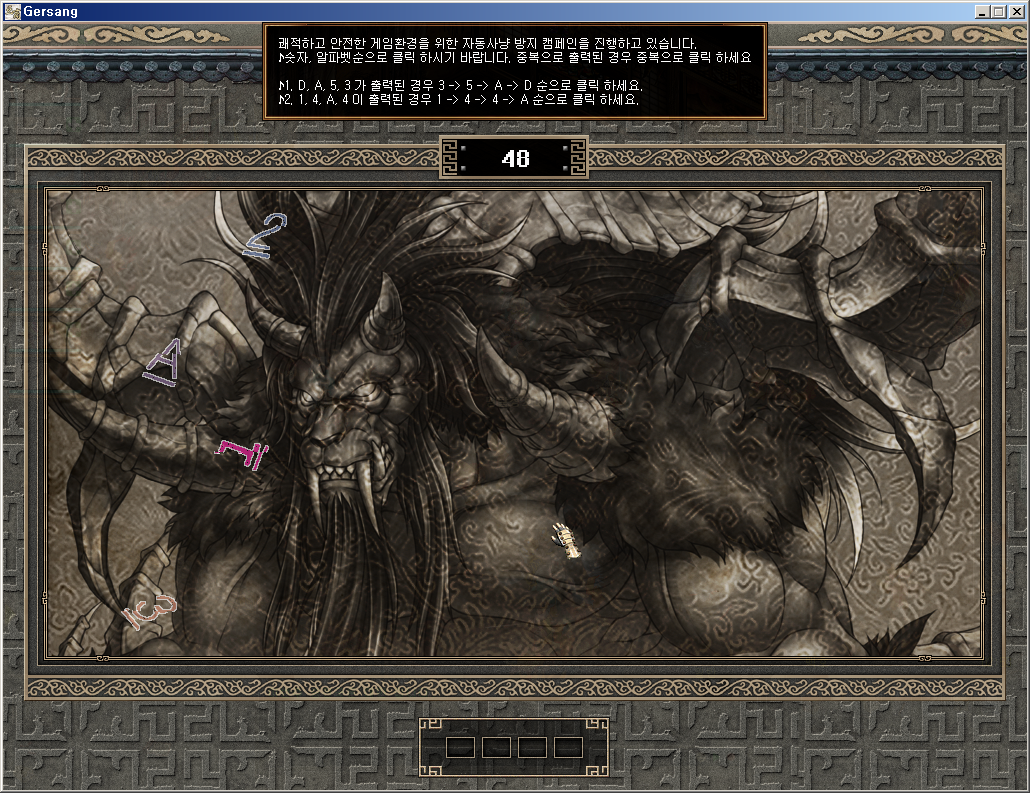 Gersang
쾌적하고 안전한 게임환경을 위한 자동사냥 방지 캠페인을 진행하고 있습니다.
♪숫자, 알파벳순으로 클릭 하시기 바랍니다. 중복으로 출력된 경우 중복으로 클릭 하세요
♪1. D, A, 5, 3 가 출력된 경우 3 -> 5 -> A -> D 순으로 클릭 하세요.
♪2. 1, 4, A, 4 이 출력된 경우 1 -> 4 -> 4 -> A 순으로 클릭 하세요.
48
2
A
1
3